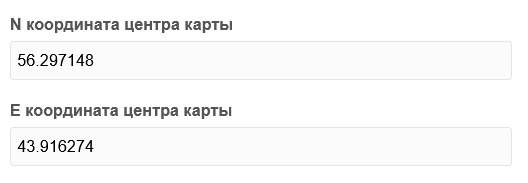 N координата центра карты
56.297148
E координата центра карты
43.916274